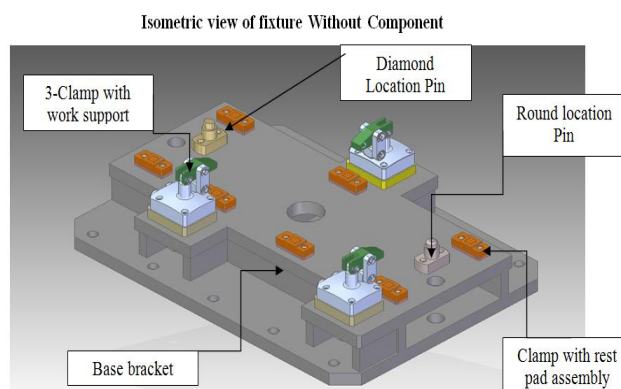 Isometric view of fixture Without Component
Diamond
Location Pin
3-Clamp with
work support
Round location
Pin
Base bracket
Clamp with rest
pad assembly